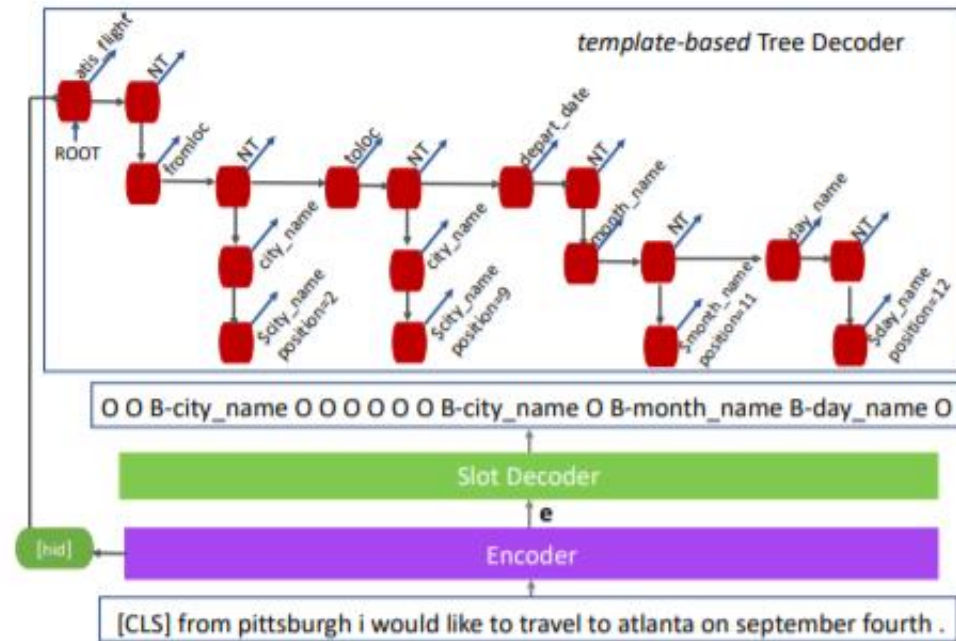 template-based Tree Decoder
atis_flight
NT
ROOT
fromloc
NT
toloc
NT
depart_date
NT
city_name
city_name
month_name
NT
day_name
NT
$city_name
position=2
$city_name
position=9
$month_name
position=11
$day_name
position=12
O O B-city_name O O O O O O B-city_name O B-month_name B-day_name O
Slot Decoder
e
[hid]
Encoder
[CLS] from pittsburgh i would like to travel to atlanta on september fourth .